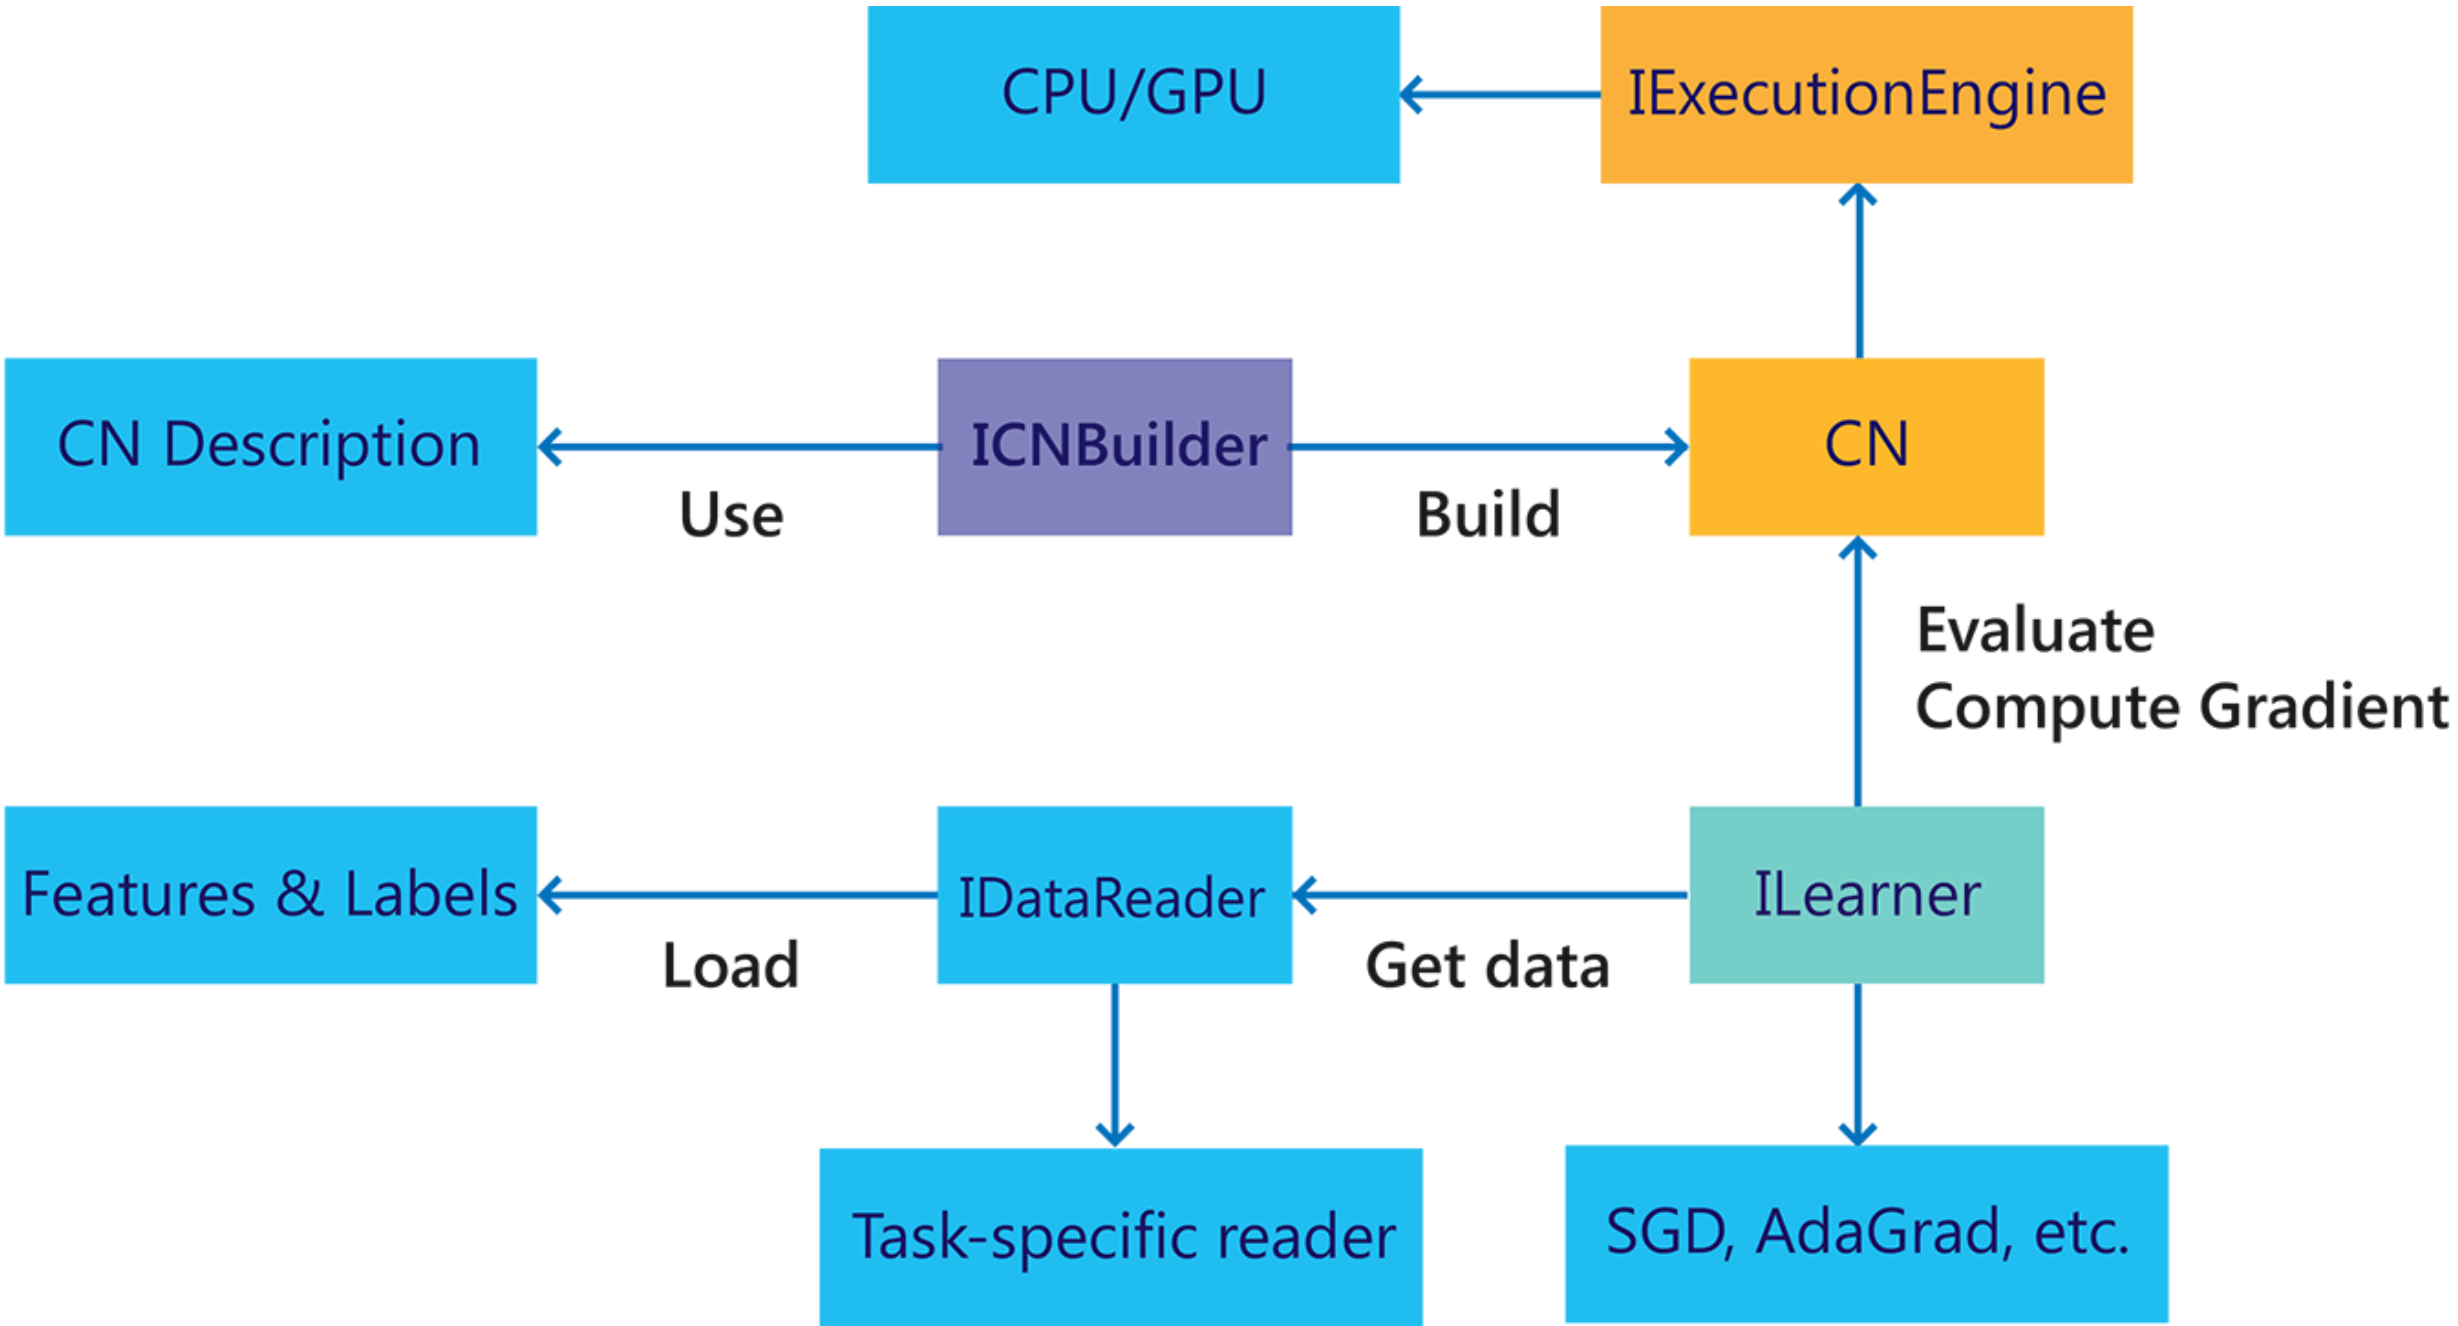 CPU/GPU
IExecutionEngine
CN Description
Use
ICNBuilder
Build
CN
Evaluate
Compute Gradient
Features & Labels
Load
IDataReader
Get data
ILearner
Task-specific reader
SGD, AdaGrad, etc.